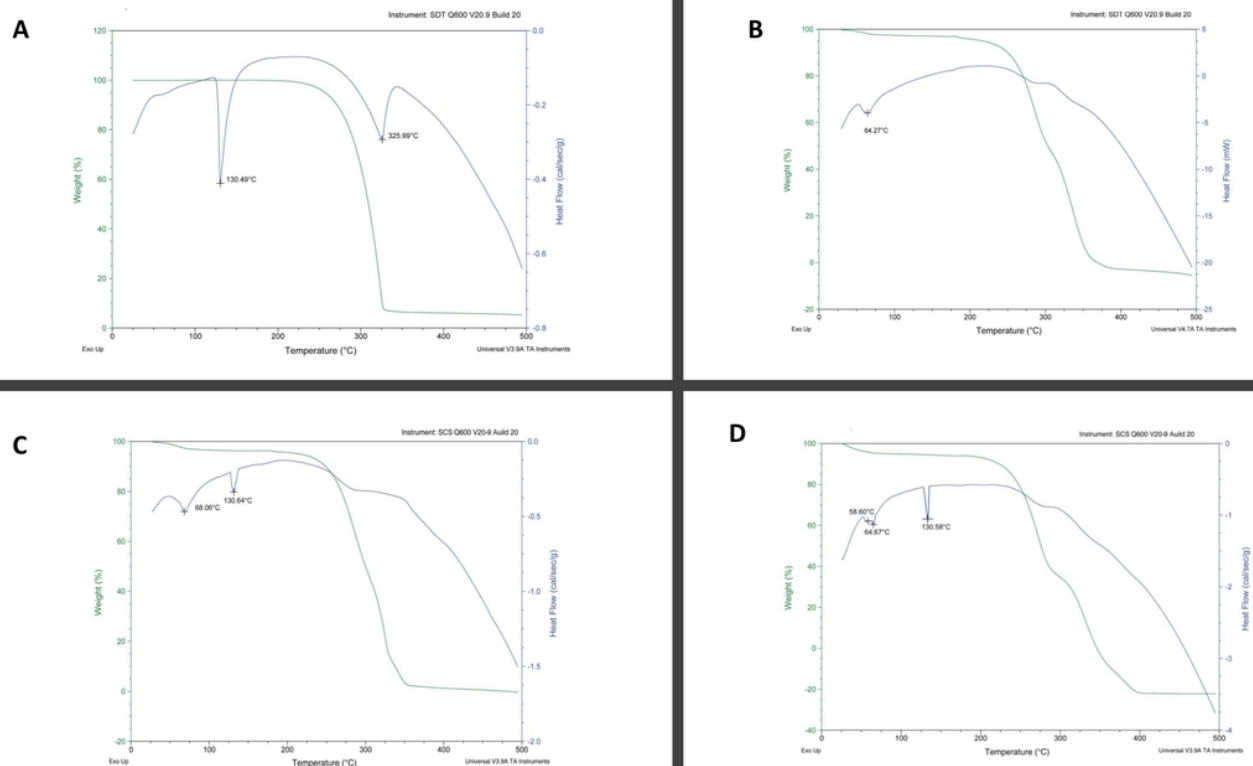 A
Instrument: SDT Q600 V20.9 Build 20
120
100
80
60
40
20
0
Weight (%)
0.0
-0.2
-0.4
-0.6
-0.8
Heat Flow (cal/sec/g)
130.49°C
325.99°C
0
100
200
300
400
500
Exo Up
Temperature (°C)
Universal V3.9A TA Instruments
B
Instrument: SDT Q600 V20.9 Build 20
100
80
60
40
20
0
-20
Weight (%)
5
0
-5
-10
-15
-20
-25
Heat Flow (mW)
64.27°C
0
100
200
300
400
500
Exo Up
Temperature (°C)
Universal V4.7A TA Instruments
C
Instrument: SCS Q600 V20-9 Auild 20
100
80
60
40
20
0
-20
Weight (%)
0.0
-0.5
-1.0
-1.5
-2.0
Heat Flow (cal/sec/g)
68.06°C
130.64°C
0
100
200
300
400
500
Exo Up
Temperature (°C)
Universal V3.9A TA Instruments
D
Instrument: SCS Q600 V20-9 Auild 20
100
80
60
40
20
0
-20
-40
Weight (%)
0
-1
-2
-3
-4
Heat Flow (cal/sec/g)
58.60°C
64.67°C
130.58°C
0
100
200
300
400
500
Exo Up
Temperature (°C)
Universal V3.9A TA Instruments